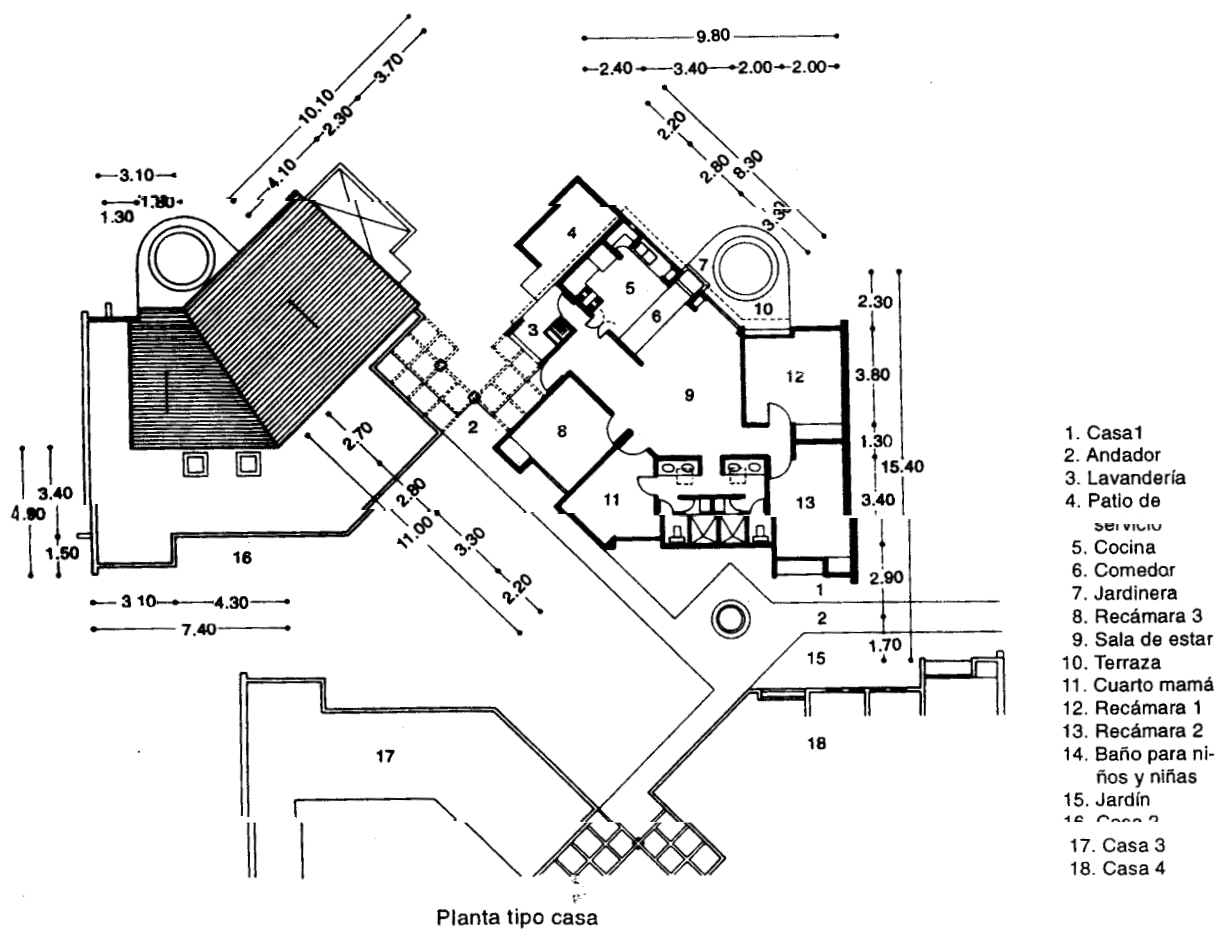 9.80
2.40 3.40 2.00 2.00
10.10
4.10 2.30 3.70
2.20 2.80
8.30
3.10
1.30
4
7
3
5
6
10
2.30
12
3.80
9
8
2
1.30
15.40
11
13
3.40
2.70
2.80
3.30
2.20
11.00
3.40
4.90
1.50
16
3.10 4.30
7.40
2.90
1
2
1.70
15
17
18
1. Casa1
2. Andador
3. Lavandería
4. Patio de
servicio
5. Cocina
6. Comedor
7. Jardinera
8. Recámara 3
9. Sala de estar
10. Terraza
11. Cuarto mamá
12. Recámara 1
13. Recámara 2
14. Baño para ni-
ños y niñas
15. Jardín
17. Casa 3
18. Casa 4
Planta tipo casa